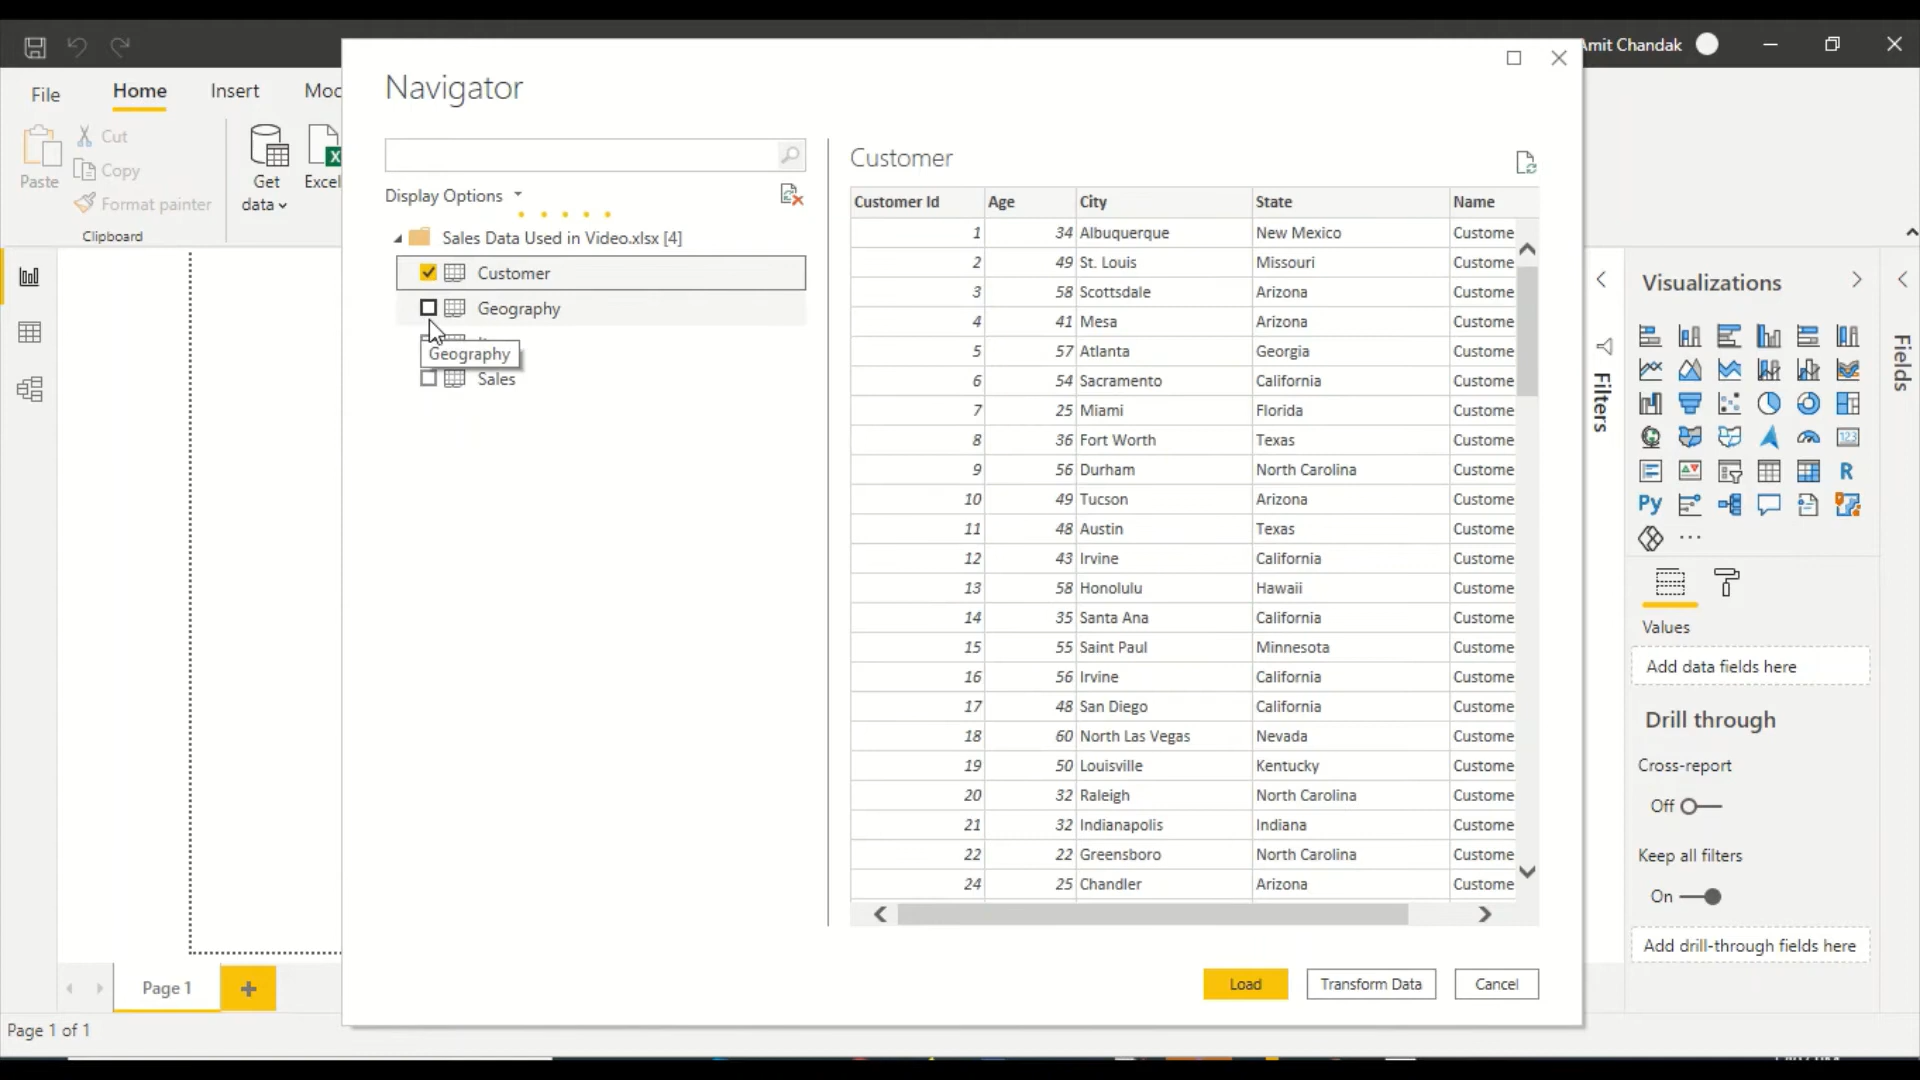 Amit Chandak
File
Home
Insert
Mod
Paste
Cut
Copy
Format painter
Clipboard
Get
data
Excel
Navigator
Display Options
Sales Data Used in Video.xlsx [4]
Customer
Geography
Geography
Sales
Customer
Customer Id Age City State Name
1 34 Albuquerque New Mexico Custome
2 49 St. Louis Missouri Custome
3 58 Scottsdale Arizona Custome
4 41 Mesa Arizona Custome
5 57 Atlanta Georgia Custome
6 54 Sacramento California Custome
7 25 Miami Florida Custome
8 36 Fort Worth Texas Custome
9 56 Durham North Carolina Custome
10 49 Tucson Arizona Custome
11 48 Austin Texas Custome
12 43 Irvine California Custome
13 58 Honolulu Hawaii Custome
14 35 Santa Ana California Custome
15 55 Saint Paul Minnesota Custome
16 56 Irvine California Custome
17 48 San Diego California Custome
18 60 North Las Vegas Nevada Custome
19 50 Louisville Kentucky Custome
20 32 Raleigh North Carolina Custome
21 32 Indianapolis Indiana Custome
22 22 Greensboro North Carolina Custome
24 25 Chandler Arizona Custome
Load
Transform Data
Cancel
Filters
Visualizations
123
R
Py
Values
Add data fields here
Drill through
Cross-report
Off
Keep all filters
On
Add drill-through fields here
Fields
Page 1
Page 1 of 1